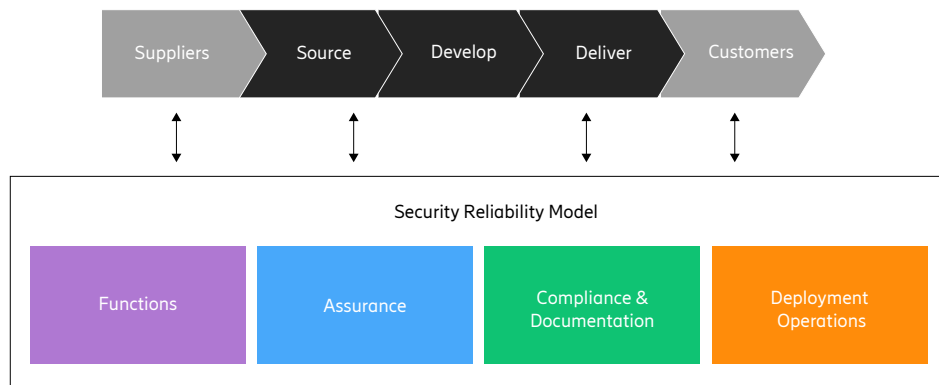 Suppliers
Source
Develop
Deliver
Customers
Security Reliability Model
Functions
Assurance
Compliance &
Documentation
Deployment
Operations